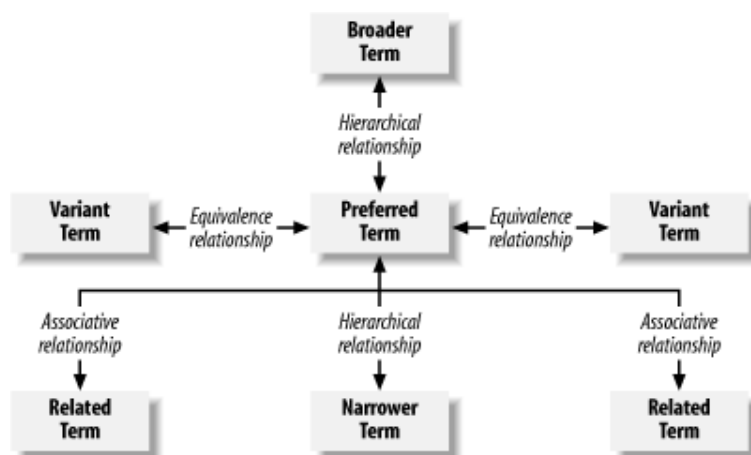 Broader
Term
Hierarchical
relationship
Variant
Term
Equivalence
relationship
Preferred
Term
Equivalence
relationship
Variant
Term
Associative
relationship
Hierarchical
relationship
Associative
relationship
Related
Term
Narrower
Term
Related
Term